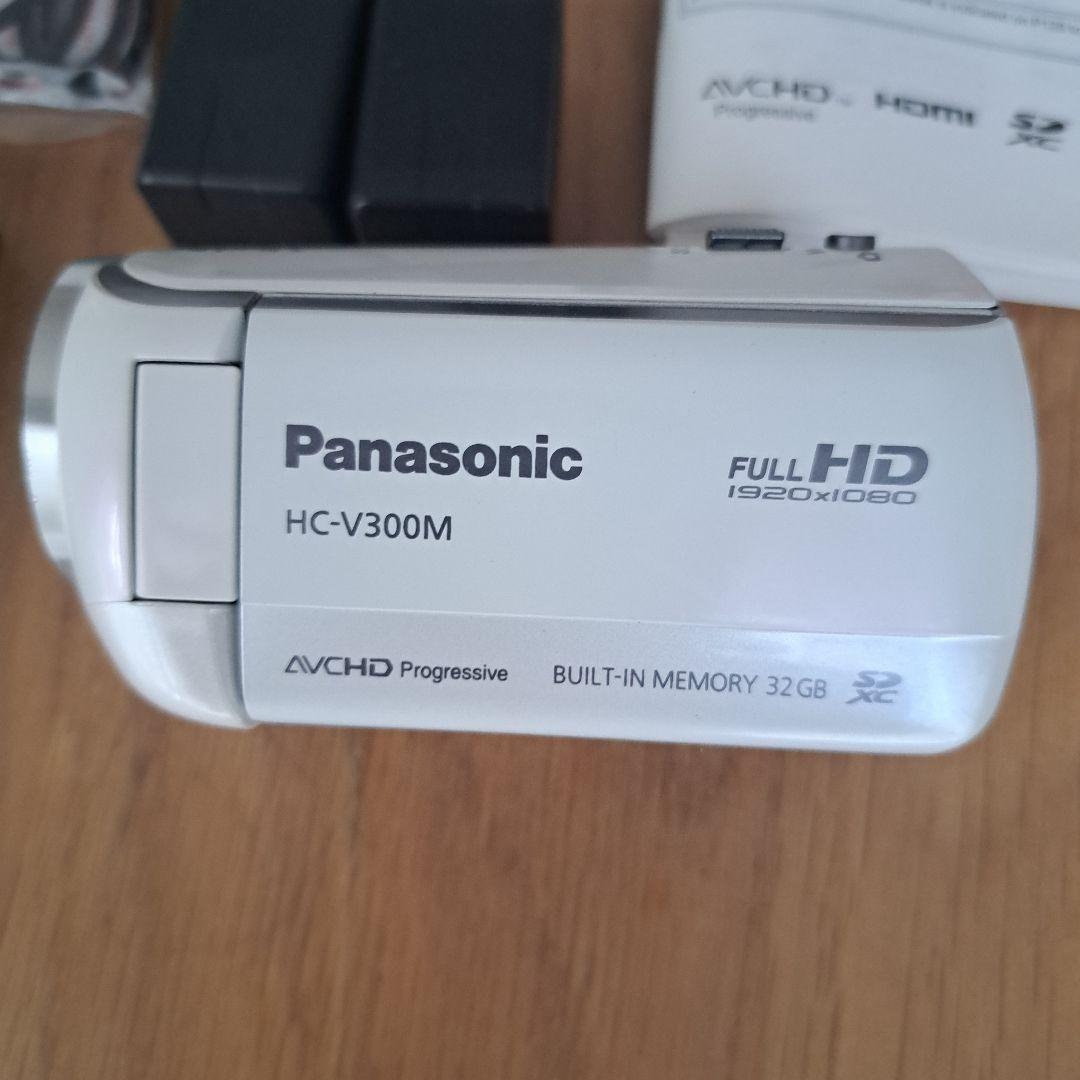 AVCHD
Progressive
HDMI
SD
XC
Panasonic
HC-V300M
FULL HD
1920x1080
AVCHD Progressive
BUILT-IN MEMORY 32GB
SD
XC